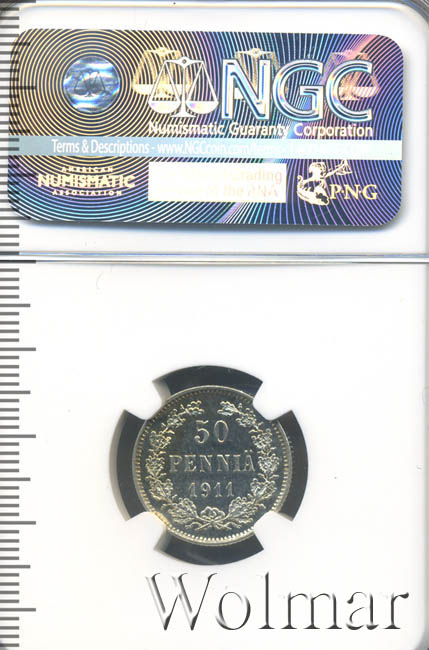 NGC
Numismatic Guaranty Corporation
Terms & Descriptions - www.NGCcoin.com/
AMERICAN
NUMISMATIC
ASSOCIATION
Grading
of the ANA
PNG
50
PENNIÄ
1911
Wolmar